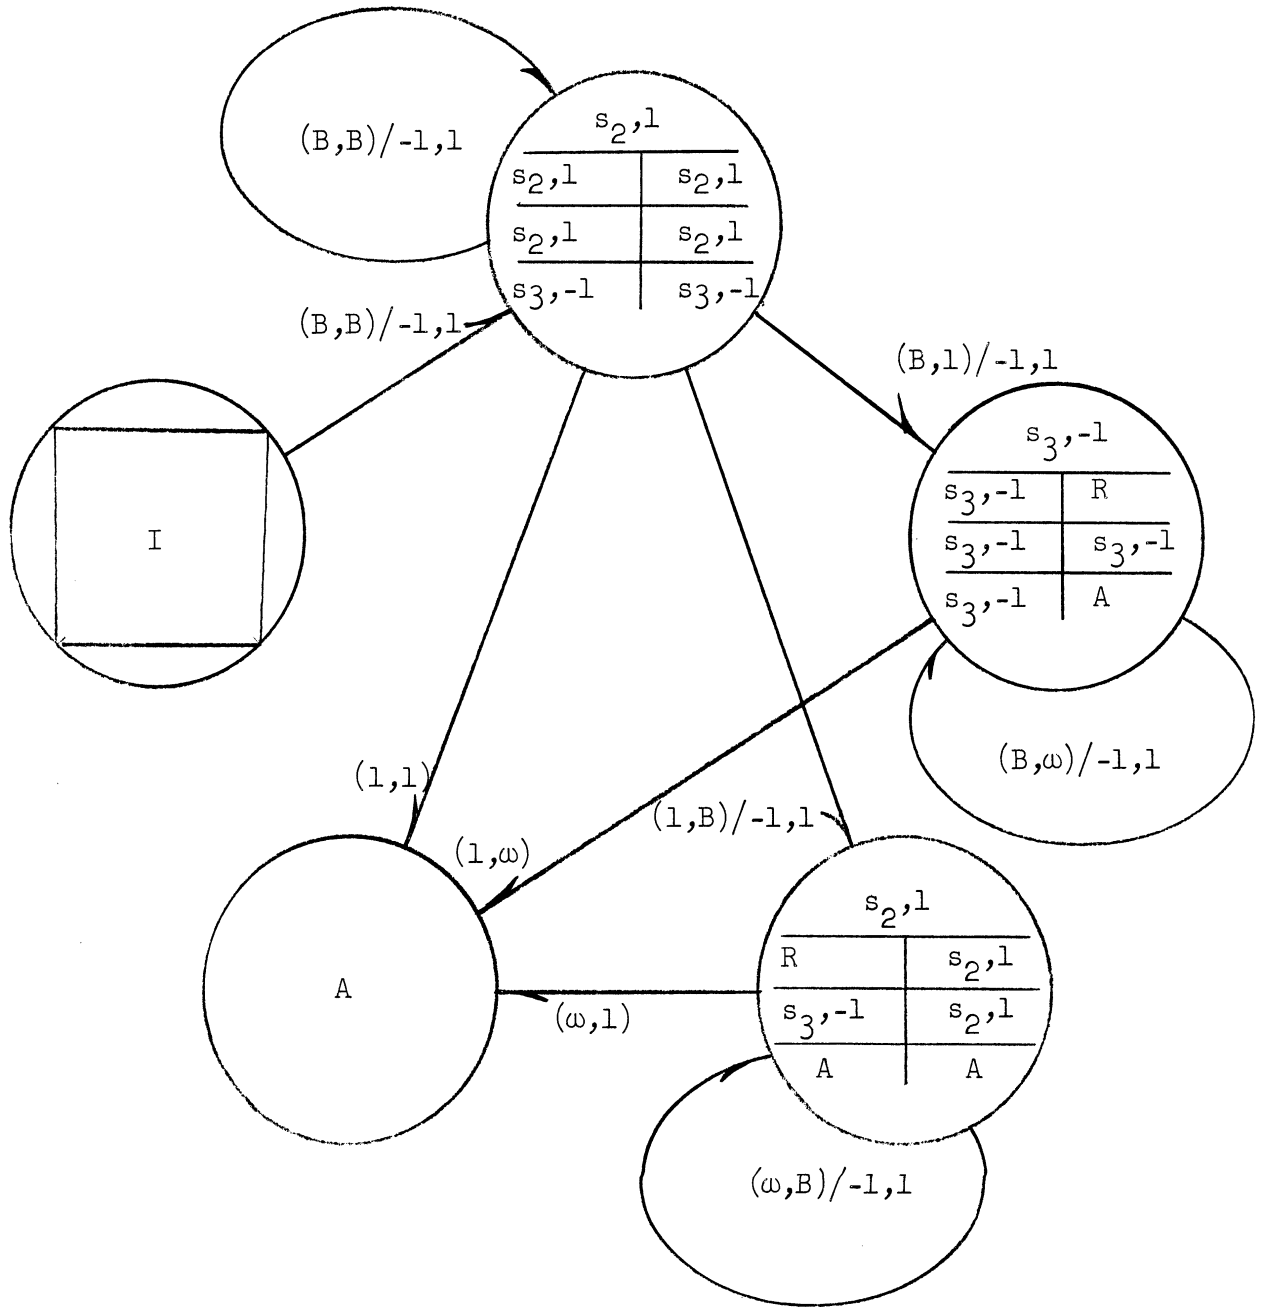 (B,B)/-1,1
s2,1
s2,1 s2,1
s2,1 s2,1
s3,-1 s3,-1
(B,B)/-1,1
(B,1)/-1,1
I
s3,-1
s3,-1 R
s3,-1 s3,-1
s3,-1 A
(B,ω)/-1,1
(1,1)
(1,B)/-1,1
(1,ω)
s2,1
R s2,1
s3,-1 s2,1
A A
A
(ω,1)
(ω,B)/-1,1